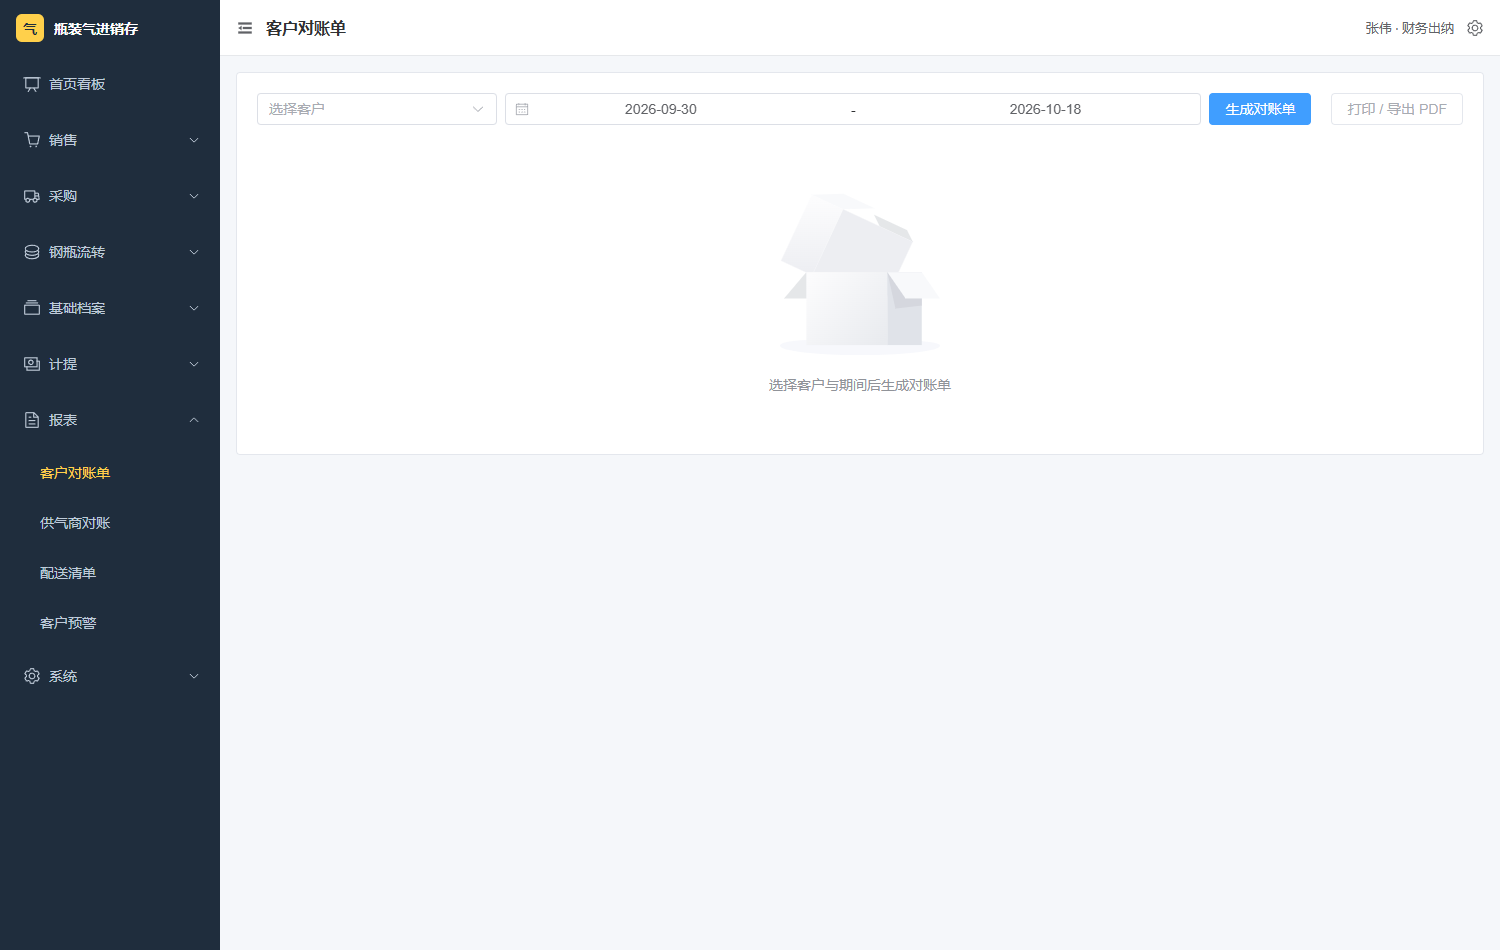 气 瓶装气进销存
首页看板
销售
采购
钢瓶流转
基础档案
计提
报表
客户对账单
供气商对账
配送清单
客户预警
系统
客户对账单
张伟 · 财务出纳
选择客户
2026-09-30 - 2026-10-18
生成对账单
打印 / 导出 PDF
选择客户与期间后生成对账单